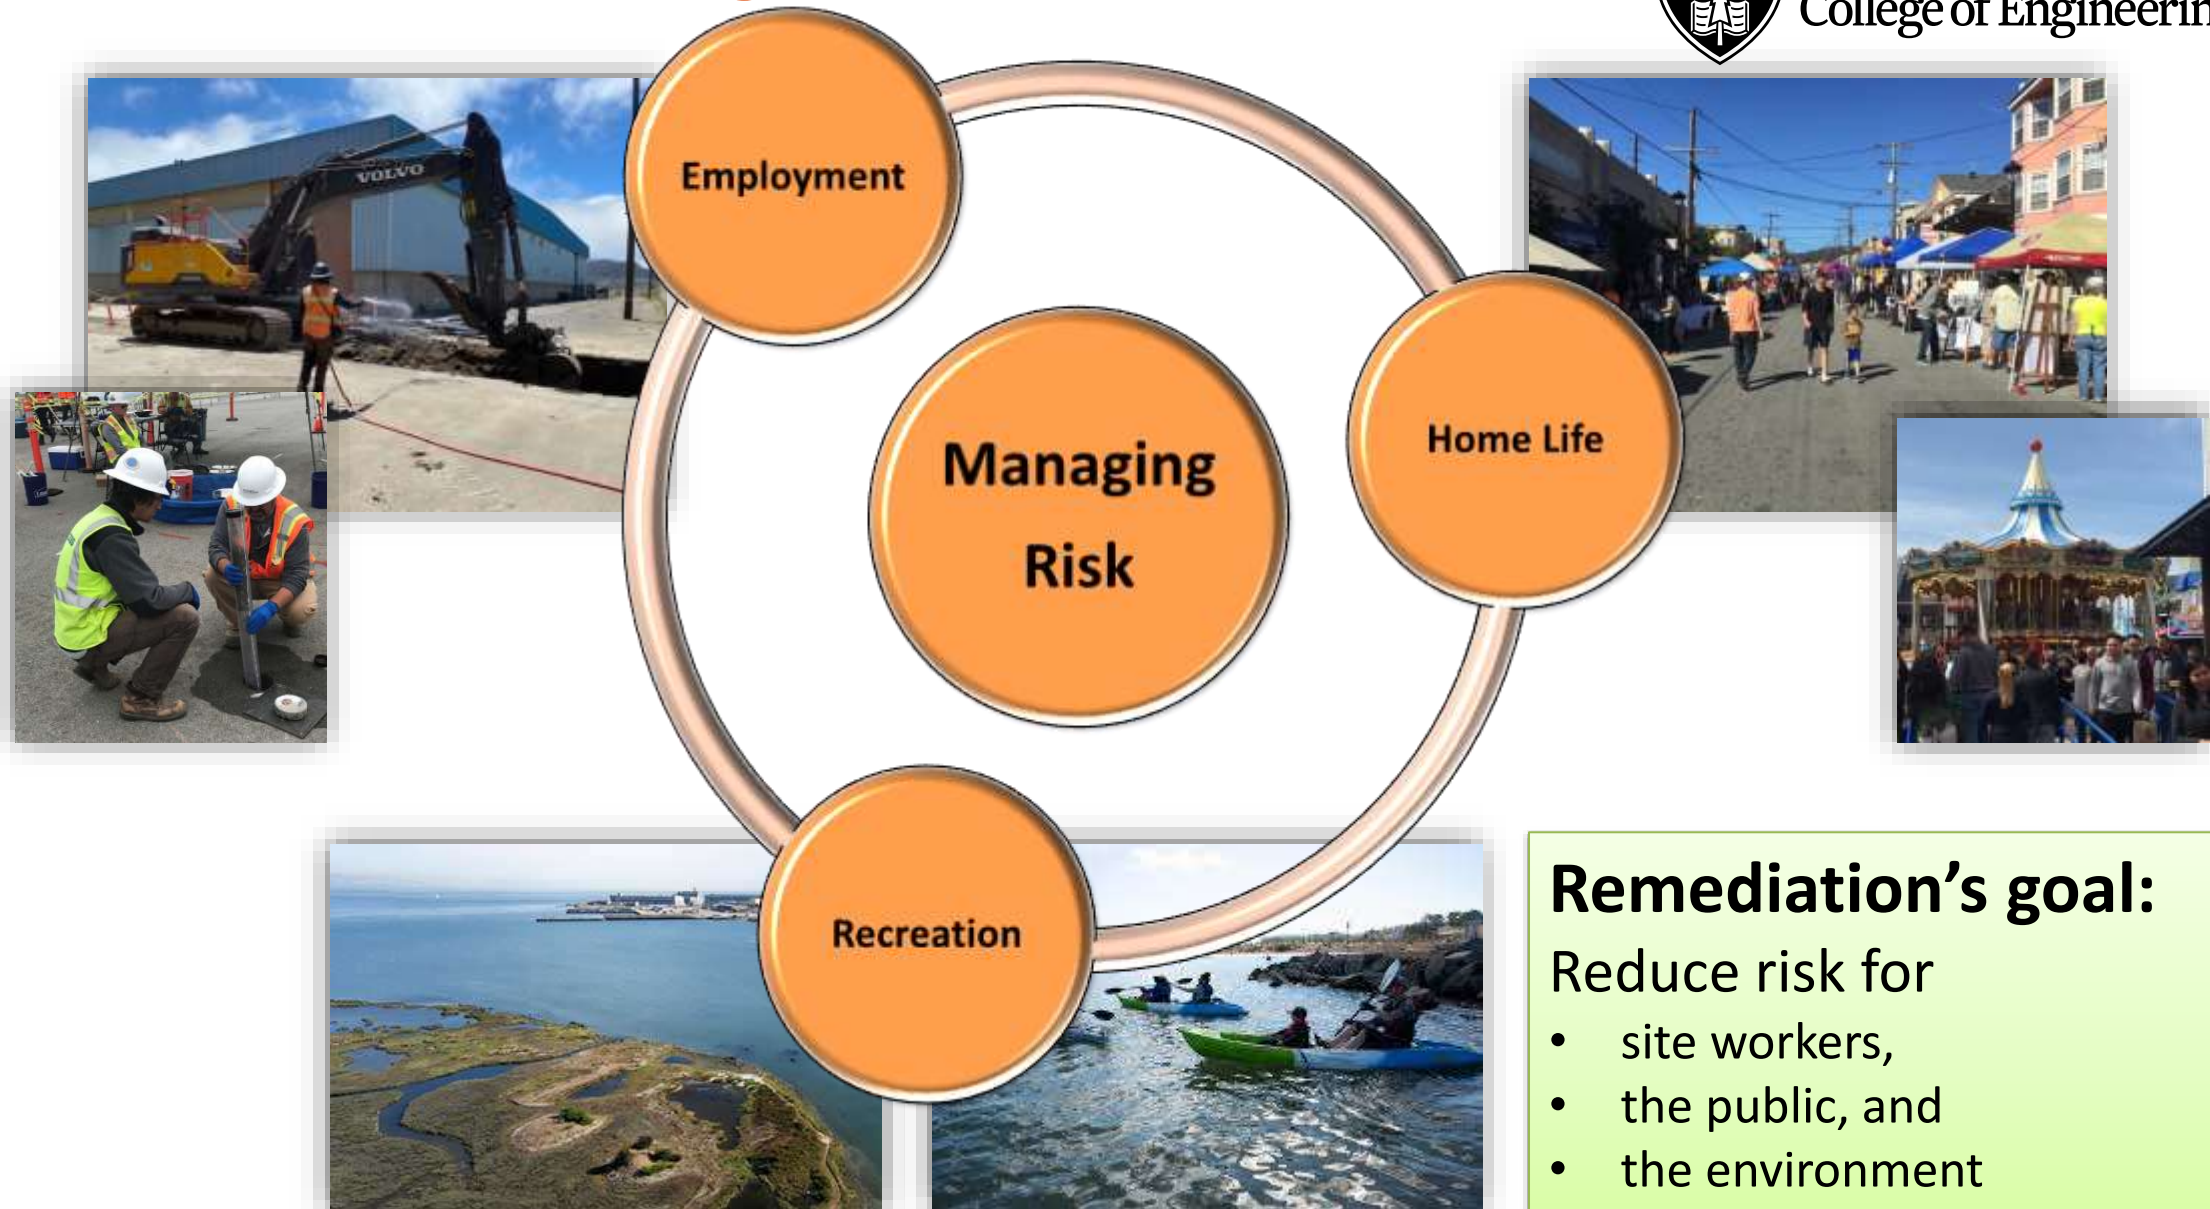 College of Engineerin
Employment
VOLVO
Home Life
Managing
Risk
Recreation
Remediation’s goal:
Reduce risk for
• site workers,
• the public, and
• the environment